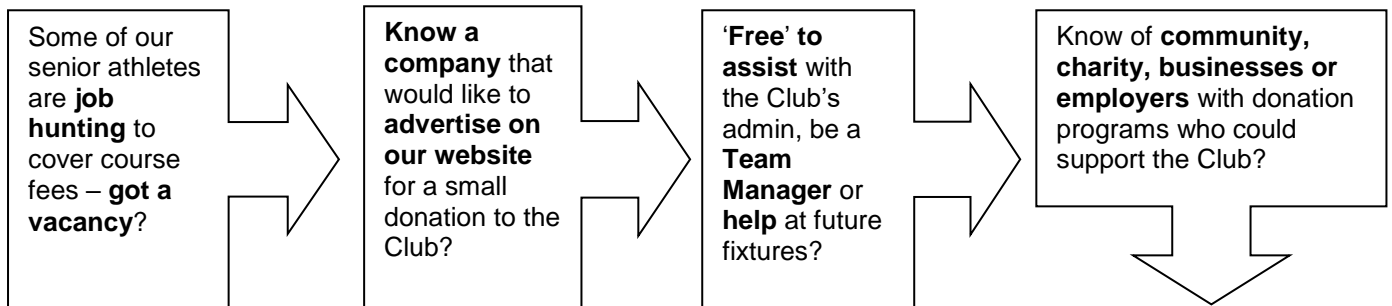 Some of our
senior athletes
are job
hunting to
cover course
fees – got a
vacancy?
Know a
company that
would like to
advertise on
our website
for a small
donation to the
Club?
‘Free’ to
assist with
the Club’s
admin, be a
Team
Manager or
help at future
fixtures?
Know of community,
charity, businesses or
employers with donation
programs who could
support the Club?